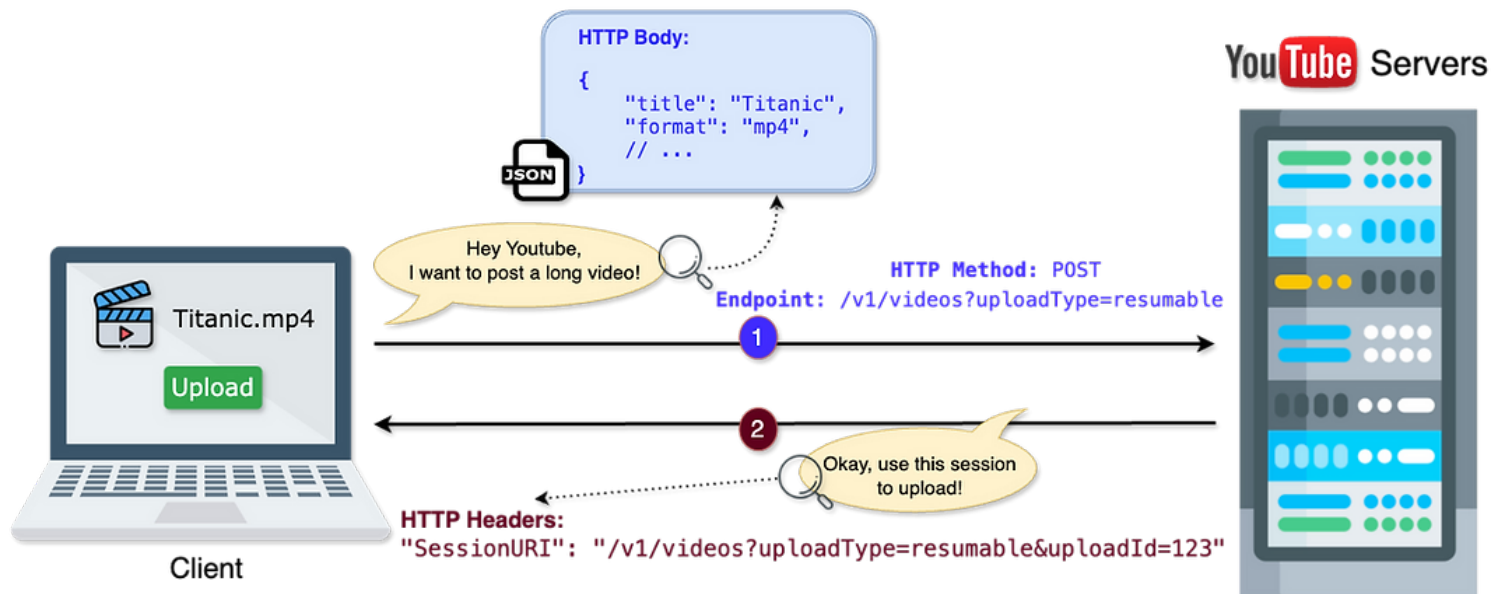 HTTP Body:
{
"title": "Titanic",
"format": "mp4",
// ...
}
JSON
YouTube Servers
Hey Youtube,
I want to post a long video!
HTTP Method: POST
Endpoint: /v1/videos?uploadType=resumable
1
Titanic.mp4
Upload
2
Okay, use this session
to upload!
HTTP Headers:
"SessionURI": "/v1/videos?uploadType=resumable&uploadId=123"
Client